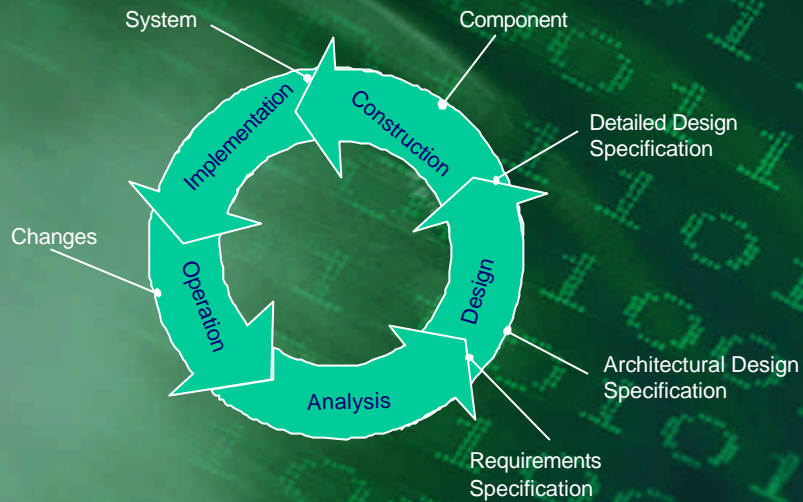 System
Component
Implementation
Construction
Detailed Design
Specification
Changes
Operation
Design
Architectural Design
Specification
Analysis
Requirements
Specification